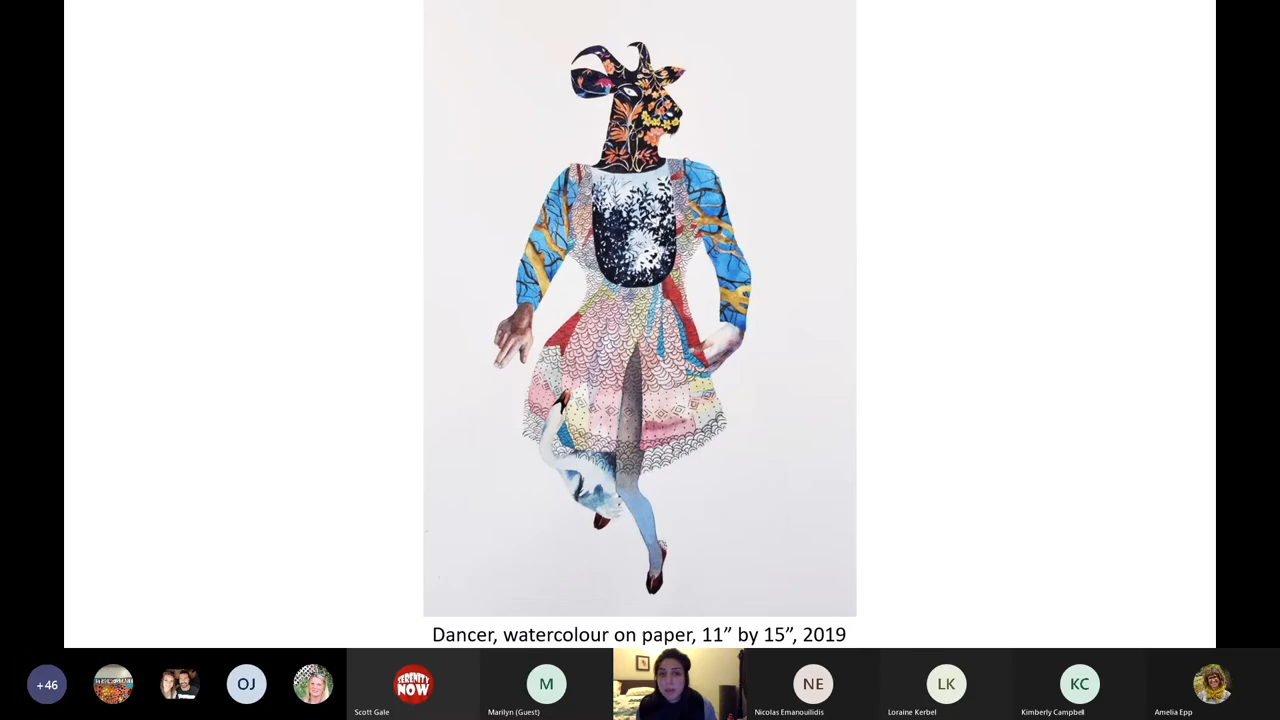 Dancer, watercolour on paper, 11” by 15”, 2019
+46
OJ
SERENITY NOW
Scott Gale
M
Marilyn (Guest)
NE
Nicolas Emanouilidis
LK
Loraine Kerbel
KC
Kimberly Campbell
Amelia Epp